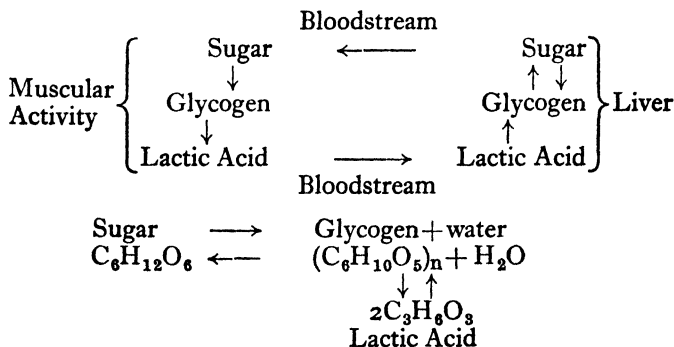 Bloodstream
Sugar ← Sugar
↓ ↑ ↓
Muscular Activity { Glycogen Glycogen } Liver
↓ ↑
Lactic Acid → Lactic Acid
Bloodstream
Sugar → Glycogen + water
C₆H₁₂O₆ ← (C₆H₁₀O₅)n + H₂O
↓ ↑
2C₃H₆O₃
Lactic Acid